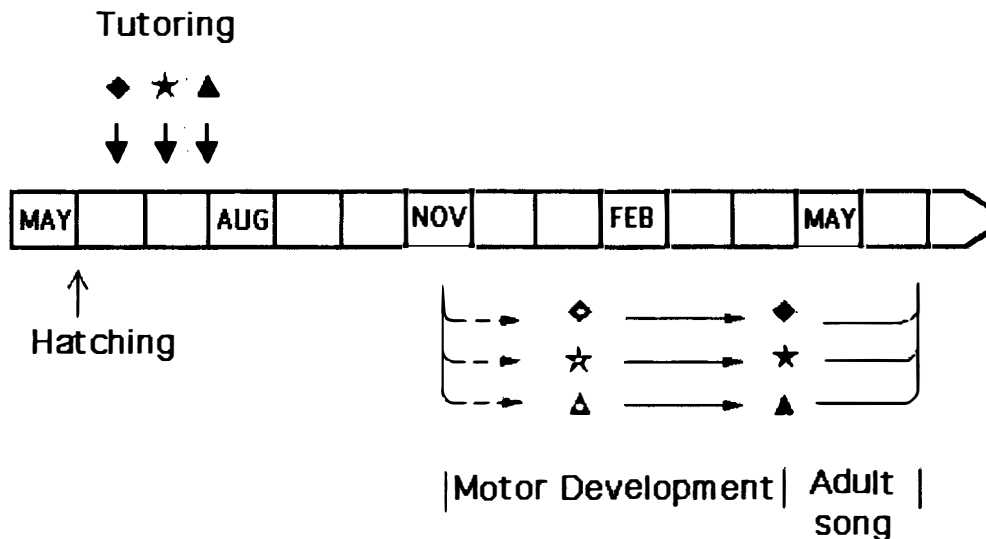 Tutoring
MAY AUG NOV FEB MAY
Hatching
Motor Development Adult
song